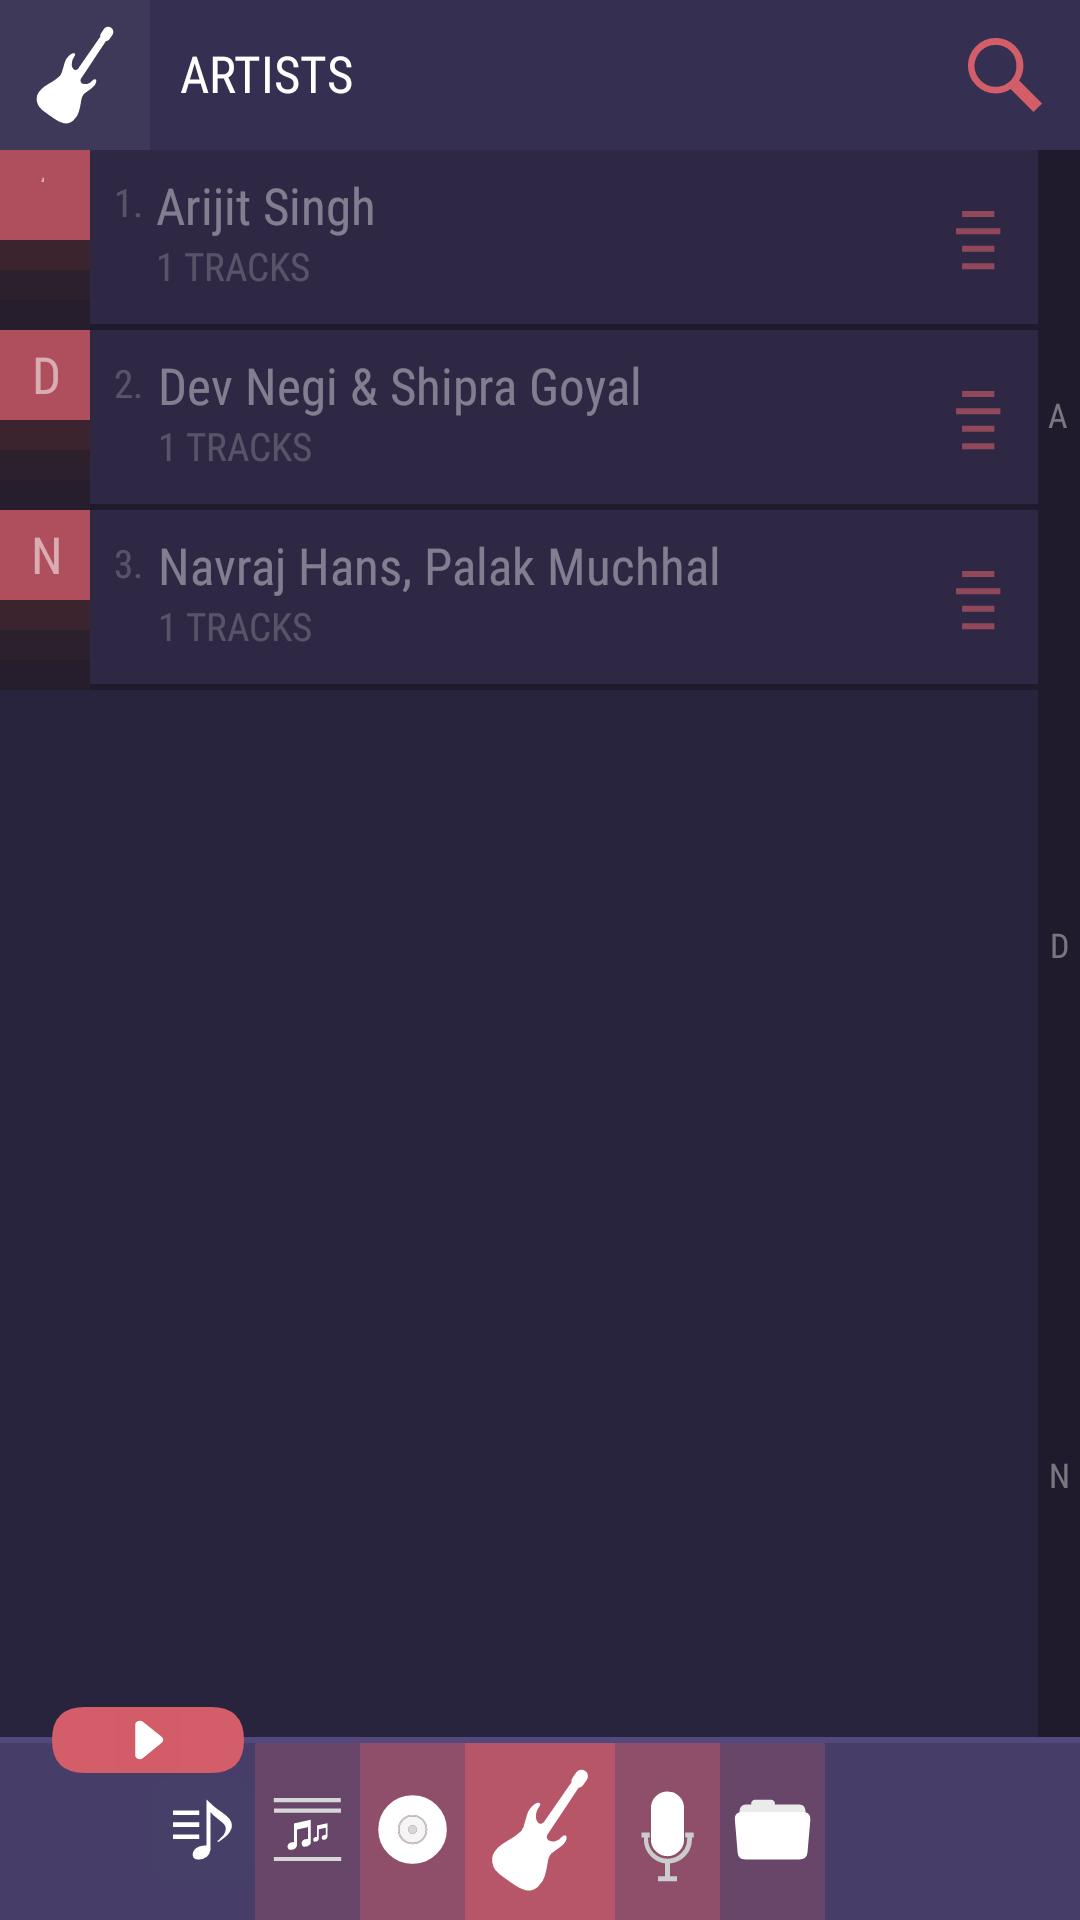 ARTISTS
1. Arijit Singh
1 TRACKS
D
2. Dev Negi & Shipra Goyal
1 TRACKS
A
N
3. Navraj Hans, Palak Muchhal
1 TRACKS
D
N